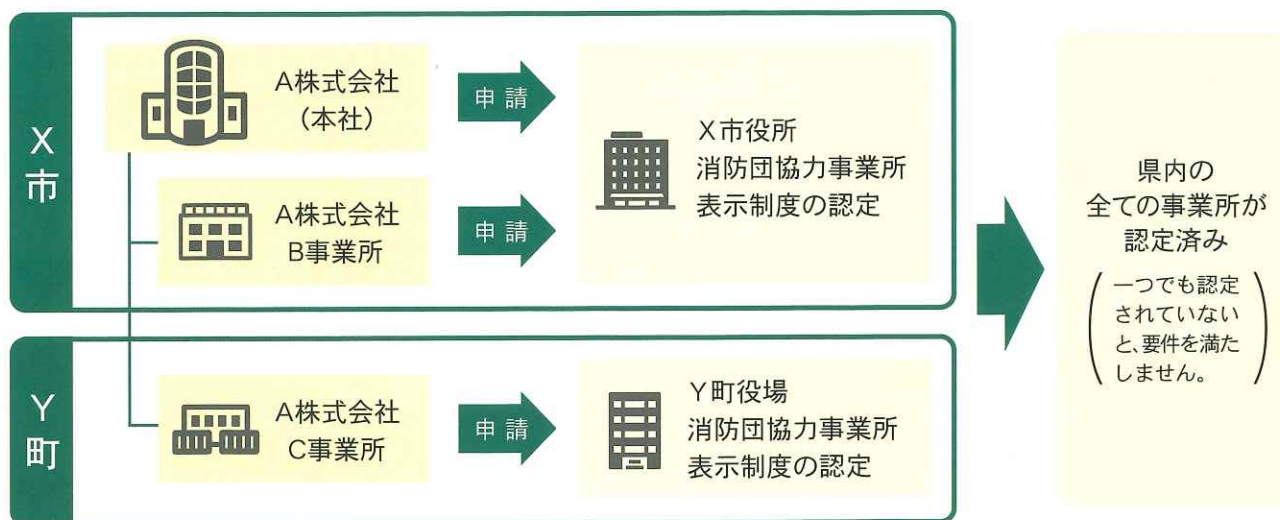 X市
A株式会社
(本社)
申請
A株式会社
B事業所
申請
X市役所
消防団協力事業所
表示制度の認定
Y町
A株式会社
C事業所
申請
Y町役場
消防団協力事業所
表示制度の認定
県内の
全ての事業所が
認定済み
(一つでも認定
されていない
と、要件を満た
しません。)